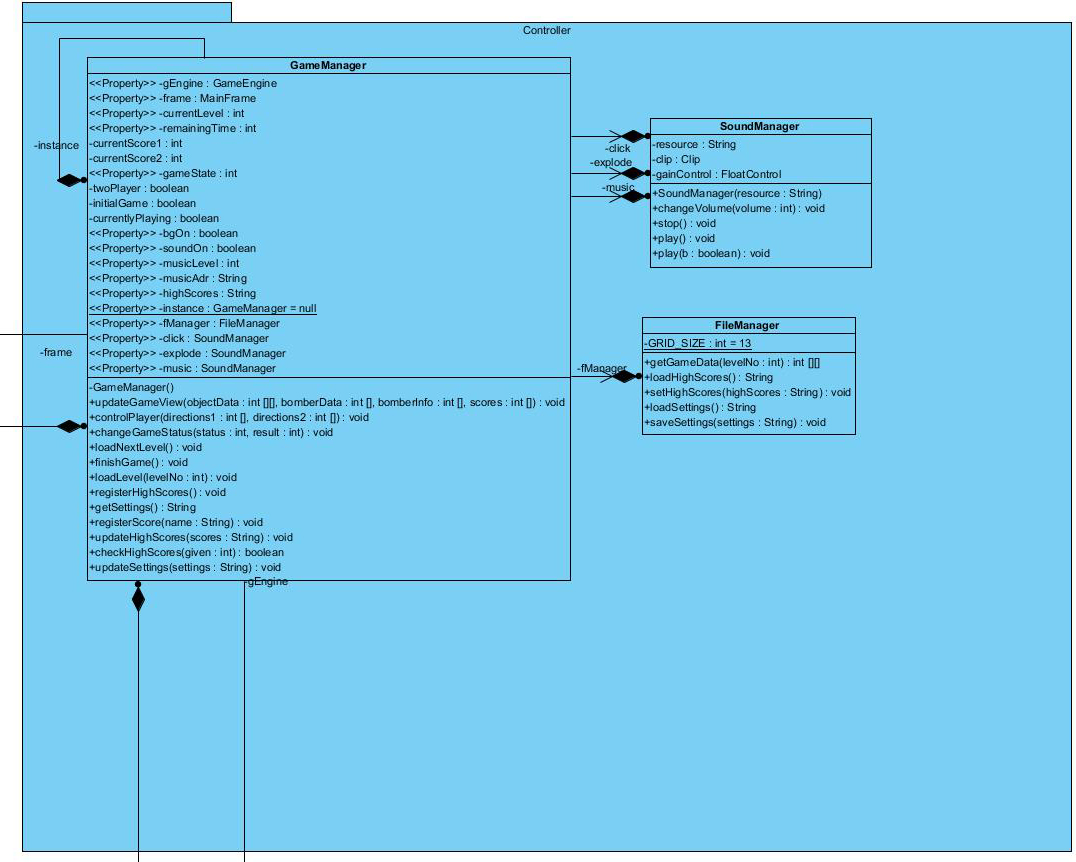 Controller
GameManager
<<Property>> -gEngine : GameEngine
<<Property>> -frame : MainFrame
<<Property>> -currentLevel : int
<<Property>> -remainingTime : int
-currentScore1 : int
-currentScore2 : int
<<Property>> -gameState : int
-twoPlayer : boolean
-initialGame : boolean
-currentlyPlaying : boolean
<<Property>> -bgOn : boolean
<<Property>> -soundOn : boolean
<<Property>> -musicLevel : int
<<Property>> -musicAdr : String
<<Property>> -highScores : String
<<Property>> -instance : GameManager = null
<<Property>> -fManager : FileManager
<<Property>> -click : SoundManager
<<Property>> -explode : SoundManager
<<Property>> -music : SoundManager
-GameManager()
+updateGameView(objectData : int [][], bomberData : int [], bomberInfo : int [], scores : int []) : void
+controlPlayer(directions1 : int [], directions2 : int []) : void
+changeGameStatus(status : int, result : int) : void
+loadNextLevel() : void
+finishGame() : void
+loadLevel(levelNo : int) : void
+registerHighScores() : void
+getSettings() : String
+registerScore(name : String) : void
+updateHighScores(scores : String) : void
+checkHighScores(given : int) : boolean
+updateSettings(settings : String) : void
-instance
-frame
-gEngine
-click
-explode
-music
-fManager
SoundManager
-resource : String
-clip : Clip
-gainControl : FloatControl
+SoundManager(resource : String)
+changeVolume(volume : int) : void
+stop() : void
+play() : void
+play(b : boolean) : void
FileManager
-GRID_SIZE : int = 13
+getGameData(levelNo : int) : int [][]
+loadHighScores() : String
+setHighScores(highScores : String) : void
+loadSettings() : String
+saveSettings(settings : String) : void